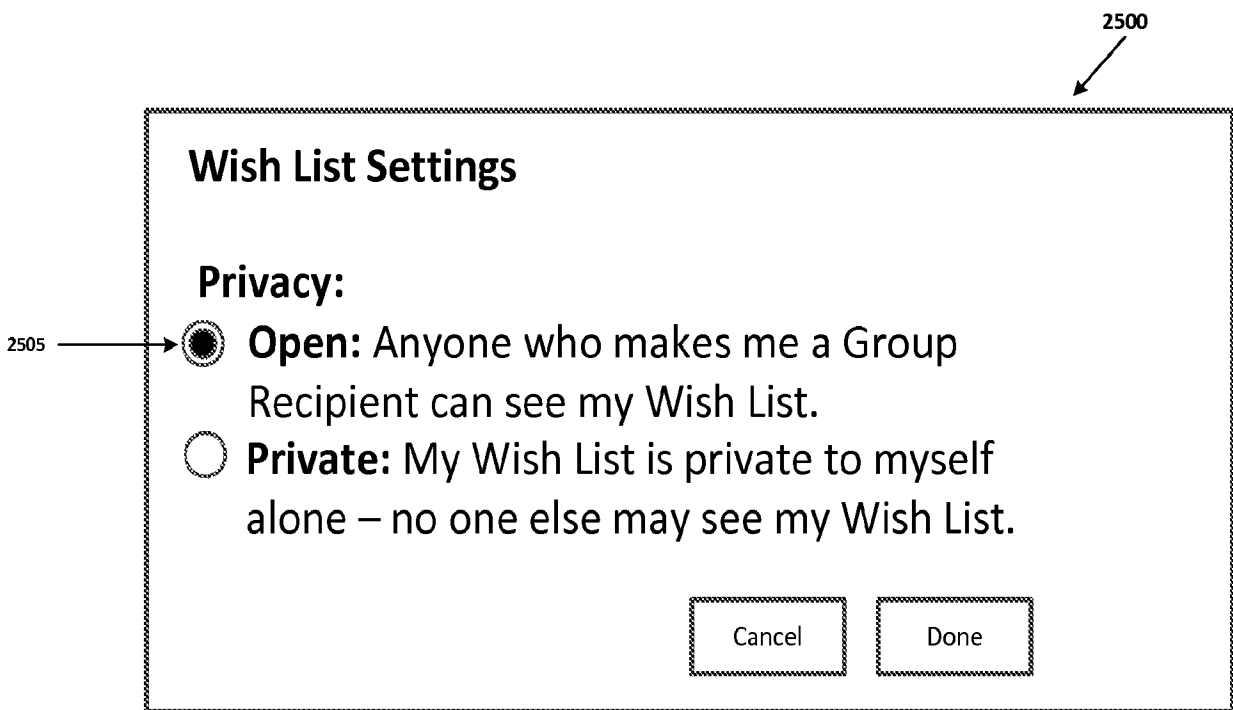 2500
Wish List Settings
Privacy:
2505
Open: Anyone who makes me a Group
Recipient can see my Wish List.
Private: My Wish List is private to myself
alone – no one else may see my Wish List.
Cancel
Done